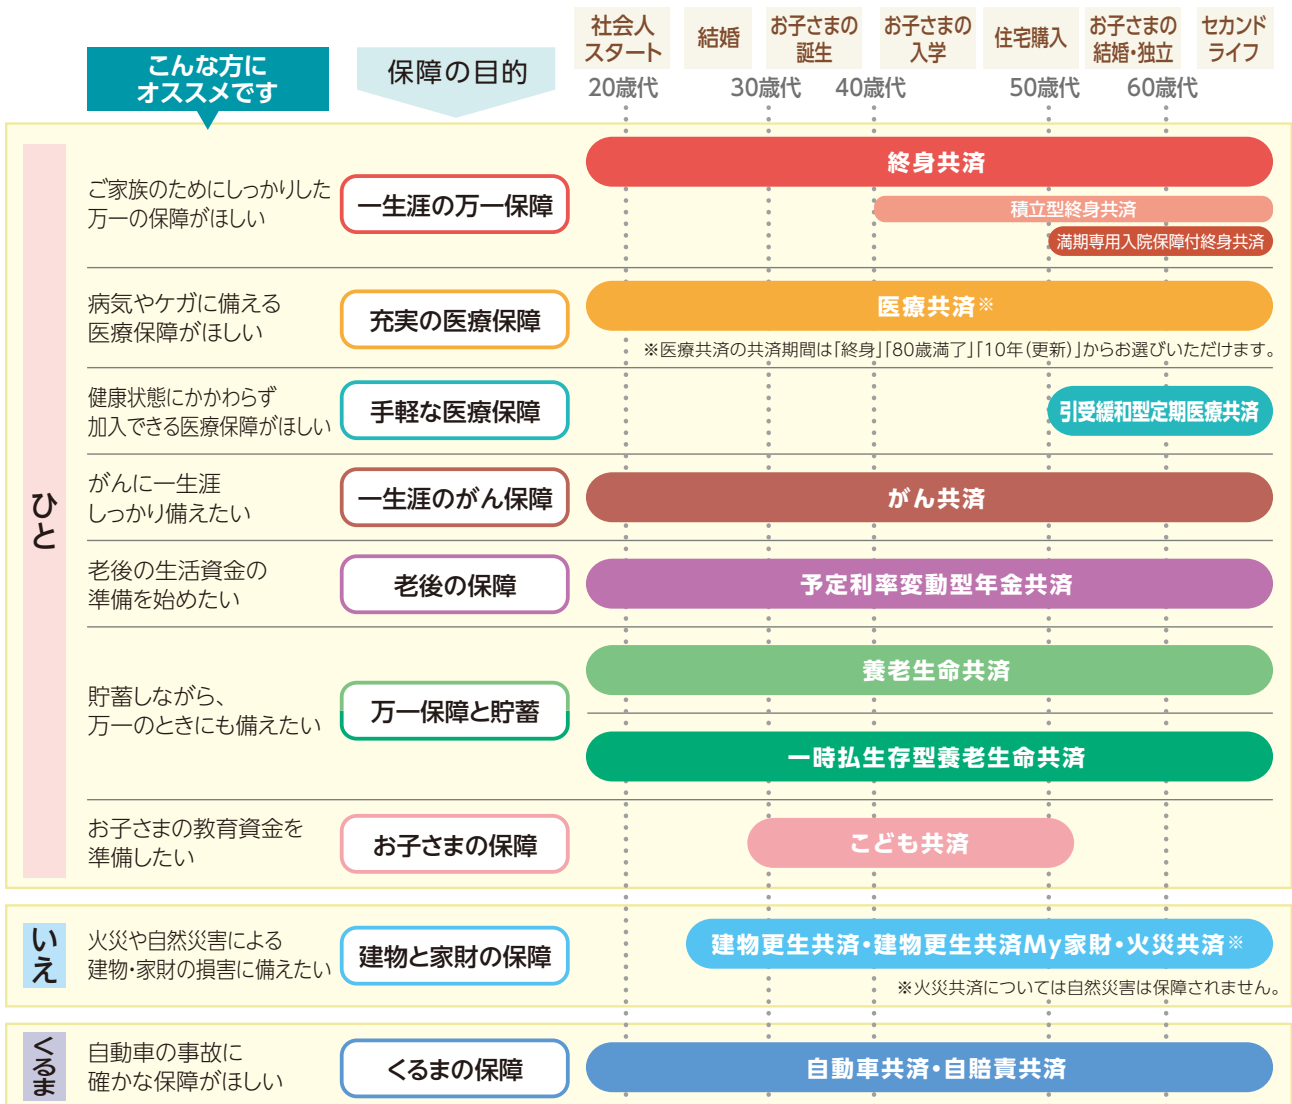 こんな方に
オススメです
保障の目的
社会人
スタート
結婚
お子さまの
誕生
お子さまの
入学
住宅購入
お子さまの
結婚・独立
セカンド
ライフ
20歳代
30歳代
40歳代
50歳代
60歳代
ひと
ご家族のためにしっかりした
万一の保障がほしい
一生涯の万一保障
終身共済
積立型終身共済
満期専用入院保障付終身共済
病気やケガに備える
医療保障がほしい
充実の医療保障
医療共済※
※医療共済の共済期間は「終身」「80歳満了」「10年(更新)」からお選びいただけます。
健康状態にかかわらず
加入できる医療保障がほしい
手軽な医療保障
引受緩和型定期医療共済
がんに一生涯
しっかり備えたい
一生涯のがん保障
がん共済
老後の生活資金の
準備を始めたい
老後の保障
予定利率変動型年金共済
貯蓄しながら、
万一のときにも備えたい
万一保障と貯蓄
養老生命共済
一時払生存型養老生命共済
お子さまの教育資金を
準備したい
お子さまの保障
こども共済
いえ
火災や自然災害による
建物・家財の損害に備えたい
建物と家財の保障
建物更生共済・建物更生共済My家財・火災共済※
※火災共済については自然災害は保障されません。
くるま
自動車の事故に
確かな保障がほしい
くるまの保障
自動車共済・自賠責共済